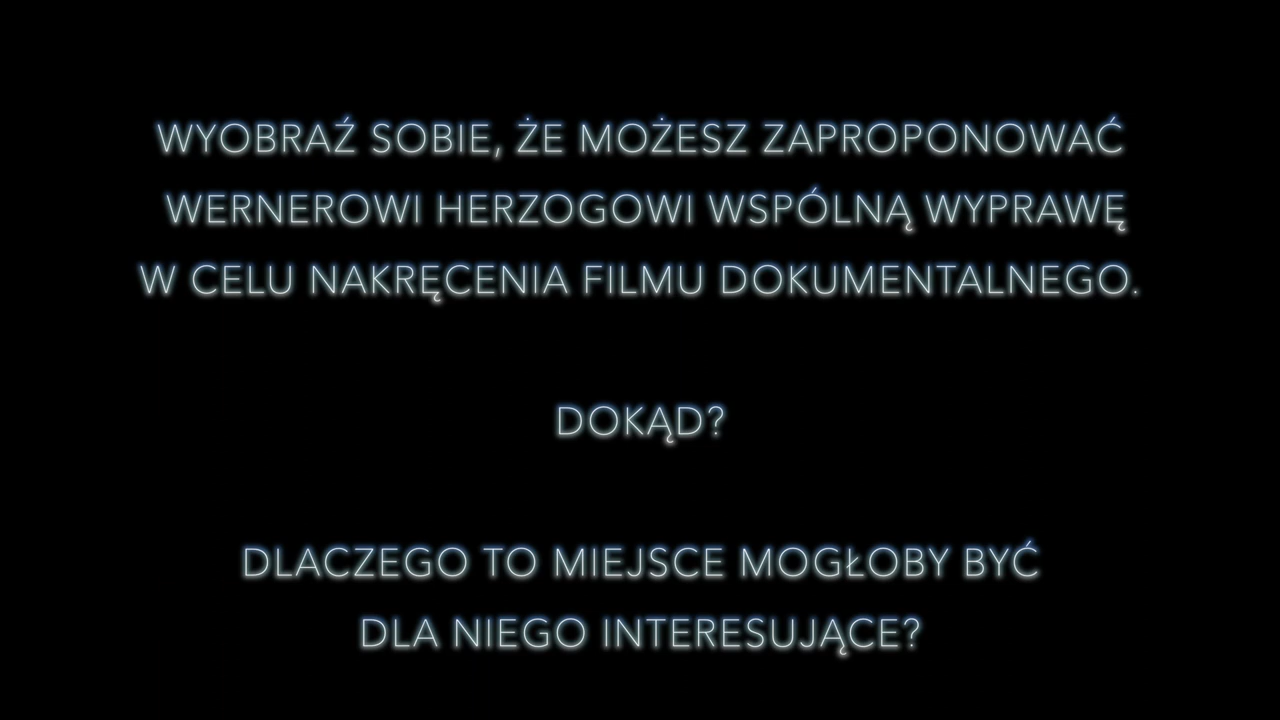 WYOBRAŹ SOBIE, ŻE MOŻESZ ZAPROPONOWAĆ
WERNEROWI HERZOGOWI WSPÓLNĄ WYPRAWĘ
W CELU NAKRĘCENIA FILMU DOKUMENTALNEGO.
DOKĄD?
DLACZEGO TO MIEJSCE MOGŁOBY BYĆ
DLA NIEGO INTERESUJĄCE?